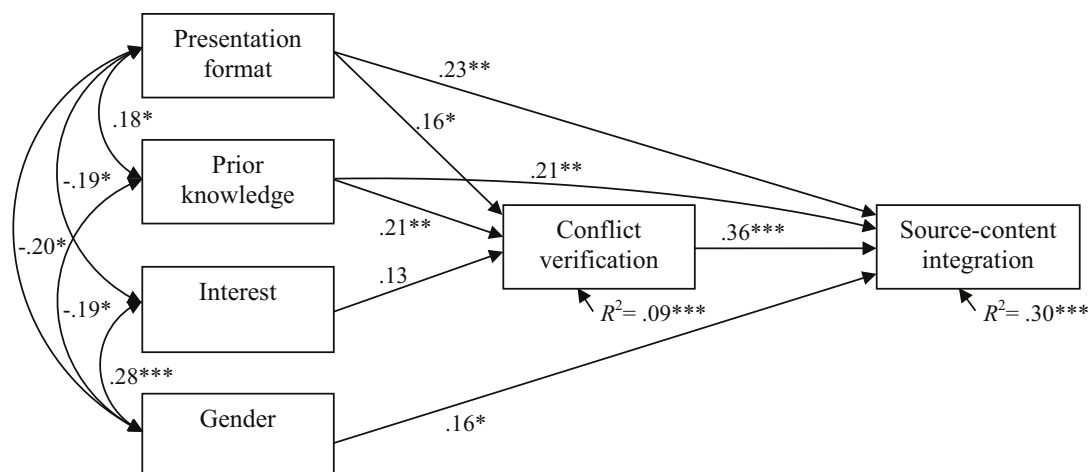 Presentation
format
.23**
.16*
.18*
Prior
knowledge
.21**
-.19*
.21**
Conflict
verification
.36***
Source-content
integration
-.20*
.13
Interest
-.19*
R²= .09***
R²= .30***
.28***
Gender
.16*